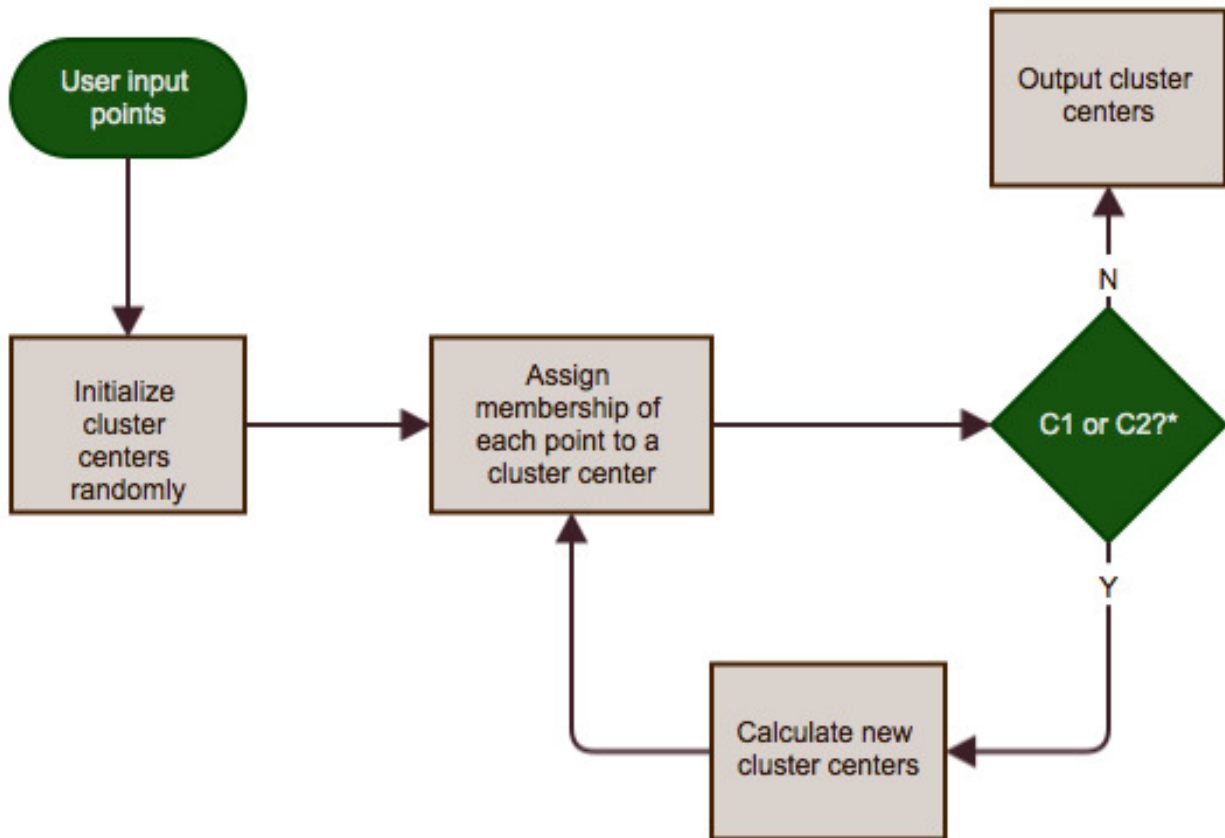 User input
points
Output cluster
centers
N
Initialize
cluster
centers
randomly
Assign
membership of
each point to a
cluster center
C1 or C2?*
Y
Calculate new
cluster centers